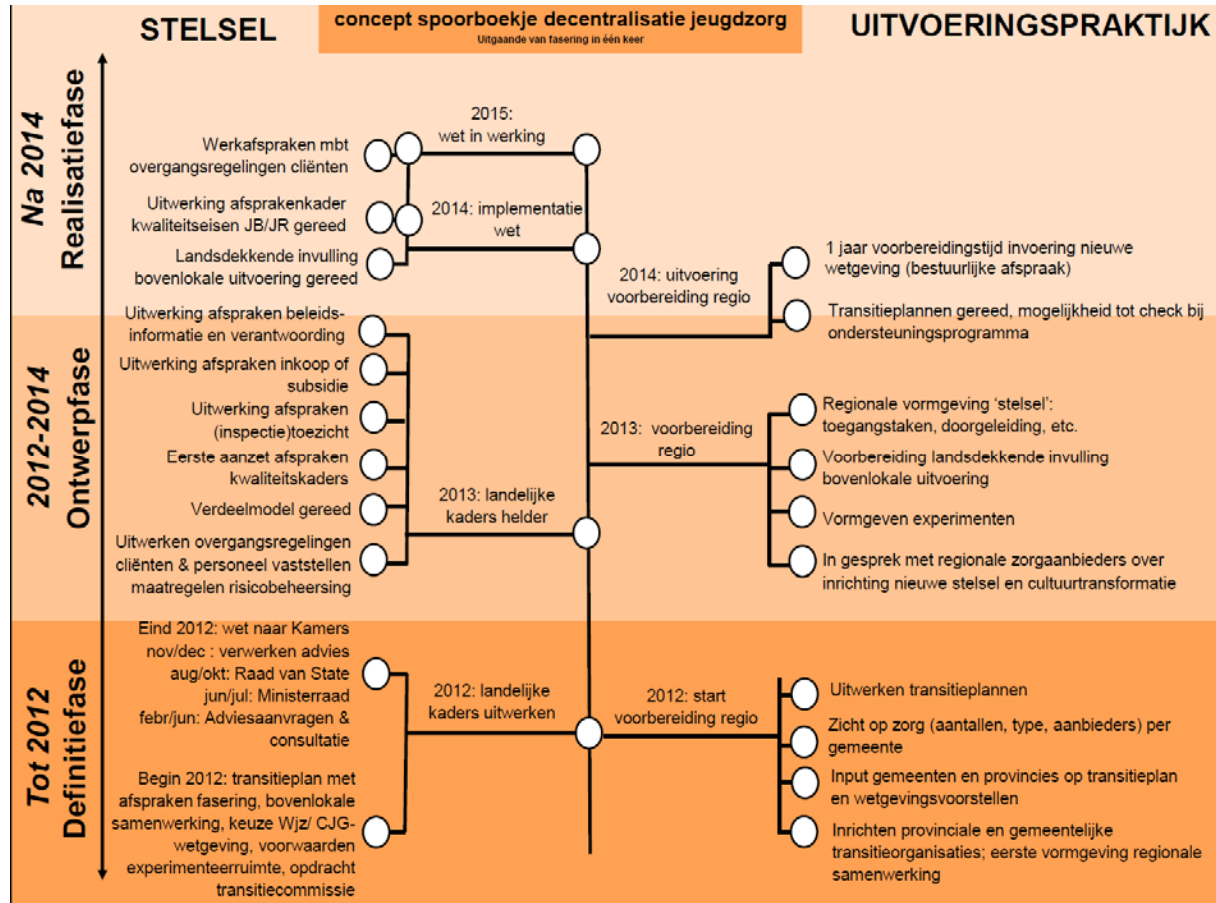 STELSEL
concept spoorboekje decentralisatie jeugdzorg
Uitgaande van fasering in één keer
UITVOERINGSPRAKTIJK
Na 2014
Realisatiefase
Werkafspraken mbt
overgangsregelingen cliënten
Uitwerking afsprakenkader
kwaliteitseisen JB/JR gereed
Landsdekkende invulling
bovenlokale uitvoering gereed
2015:
wet in werking
2014: implementatie
wet
2014: uitvoering
voorbereiding regio
1 jaar voorbereidingstijd invoering nieuwe
wetgeving (bestuurlijke afspraak)
Transitieplannen gereed, mogelijkheid tot check bij
ondersteuningsprogramma
2012-2014
Ontwerpfase
Uitwerking afspraken beleids-
informatie en verantwoording
Uitwerking afspraken inkoop of
subsidie
Uitwerking afspraken
(inspectie)toezicht
Eerste aanzet afspraken
kwaliteitskaders
Verdeelmodel gereed
Uitwerken overgangsregelingen
cliënten & personeel vaststellen
maatregelen risicobeheersing
2013: landelijke
kaders helder
2013: voorbereiding
regio
Regionale vormgeving ‘stelsel’:
toegangstaken, doorgeleiding, etc.
Voorbereiding landsdekkende invulling
bovenlokale uitvoering
Vormgeven experimenten
In gesprek met regionale zorgaanbieders over
inrichting nieuwe stelsel en cultuurtransformatie
Tot 2012
Definitiefase
Eind 2012: wet naar Kamers
nov/dec : verwerken advies
aug/okt: Raad van State
jun/jul: Ministerraad
febr/jun: Adviesaanvragen &
consultatie
Begin 2012: transitieplan met
afspraken fasering, bovenlokale
samenwerking, keuze Wjz/ CJG-
wetgeving, voorwaarden
experimenteerruimte, opdracht
transitiecommissie
2012: landelijke
kaders uitwerken
2012: start
voorbereiding regio
Uitwerken transitieplannen
Zicht op zorg (aantallen, type, aanbieders) per
gemeente
Input gemeenten en provincies op transitieplan
en wetgevingsvoorstellen
Inrichten provinciale en gemeentelijke
transitieorganisaties; eerste vormgeving regionale
samenwerking